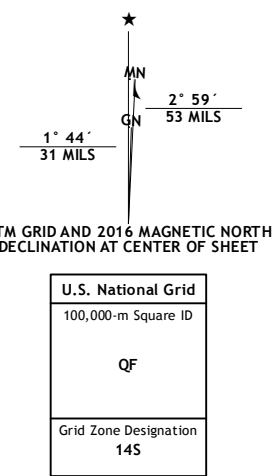 ★
MN
GN
2° 59´
53 MILS
1° 44´
31 MILS
TM GRID AND 2016 MAGNETIC NORTH
DECLINATION AT CENTER OF SHEET
U.S. National Grid
100,000-m Square ID
QF
Grid Zone Designation
14S